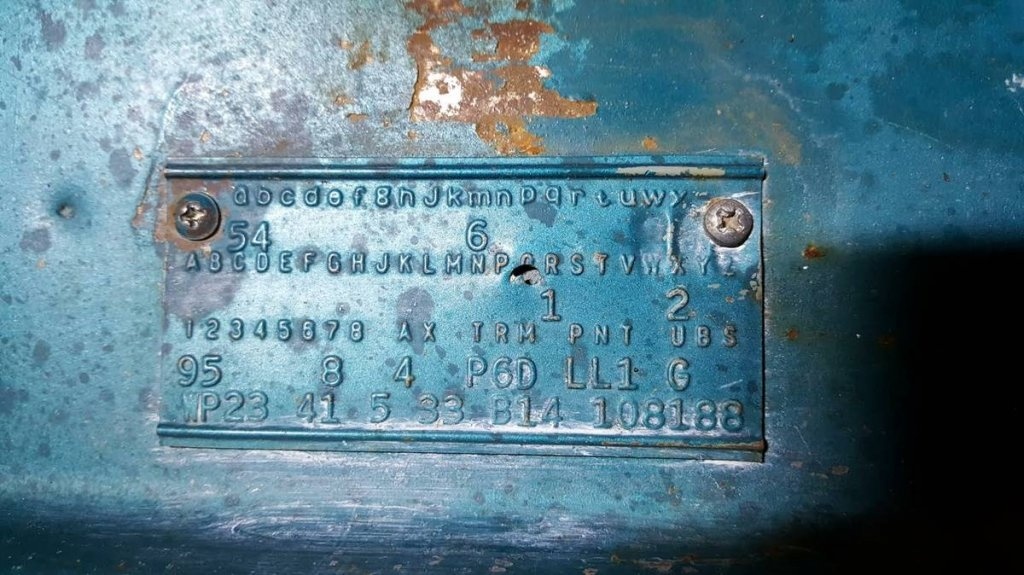 abcdefghJkmnpqrtuwx-
54 6
ABCDEFGHJKLMNPQRSTVWXYZ
1 2
12345678 AX TRM PNT UBS
95 8 4 P6D LL1 G
WP23 41 5 33 B14 108188